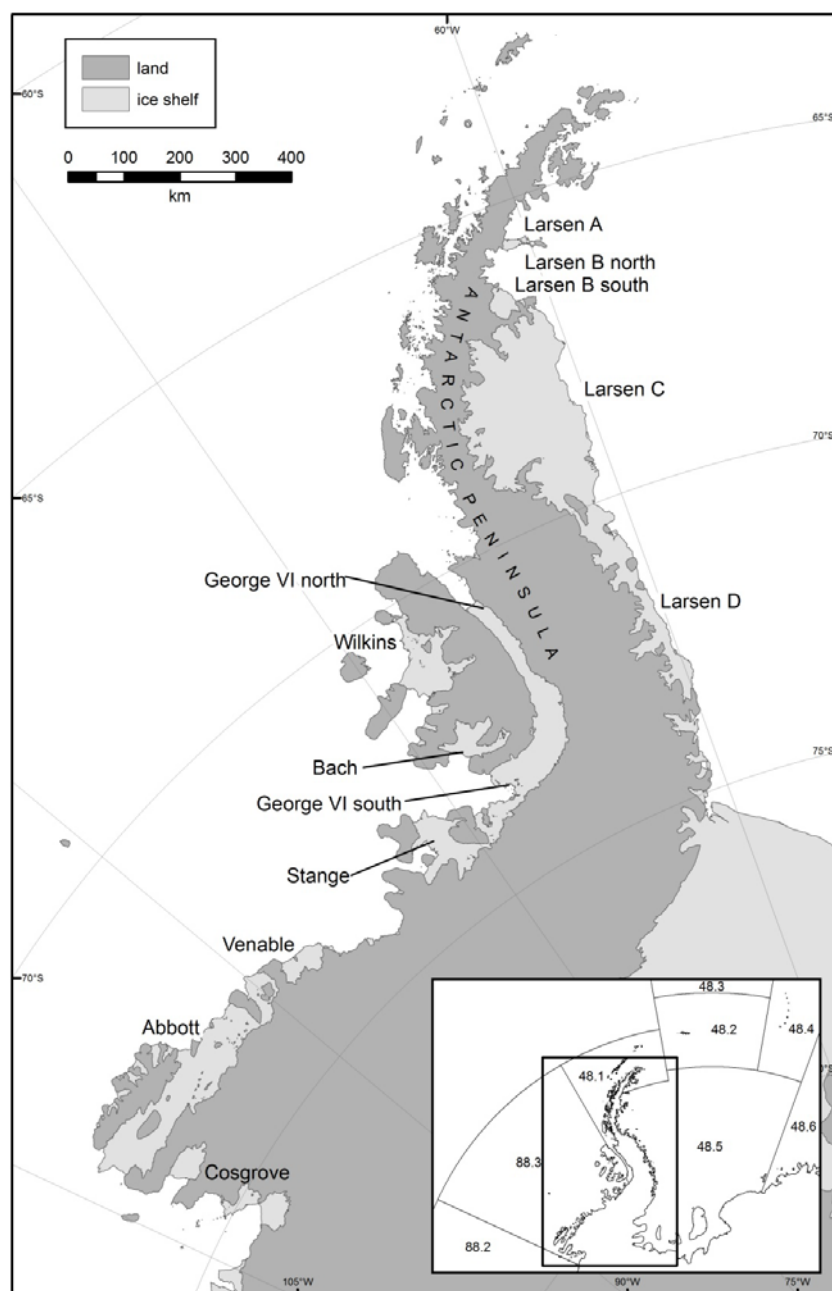 60°W
60°S
land
ice shelf
0 100 200 300 400
km
65°S
Larsen A
Larsen B north
Larsen B south
ANTARCTIC PENINSULA
Larsen C
70°S
65°S
George VI north
Larsen D
Wilkins
75°S
Bach
George VI south
Stange
Venable
70°S
Abbott
Cosgrove
48.3
48.2
48.4
48.1
48.6
48.5
88.3
88.2
105°W
90°W
75°W